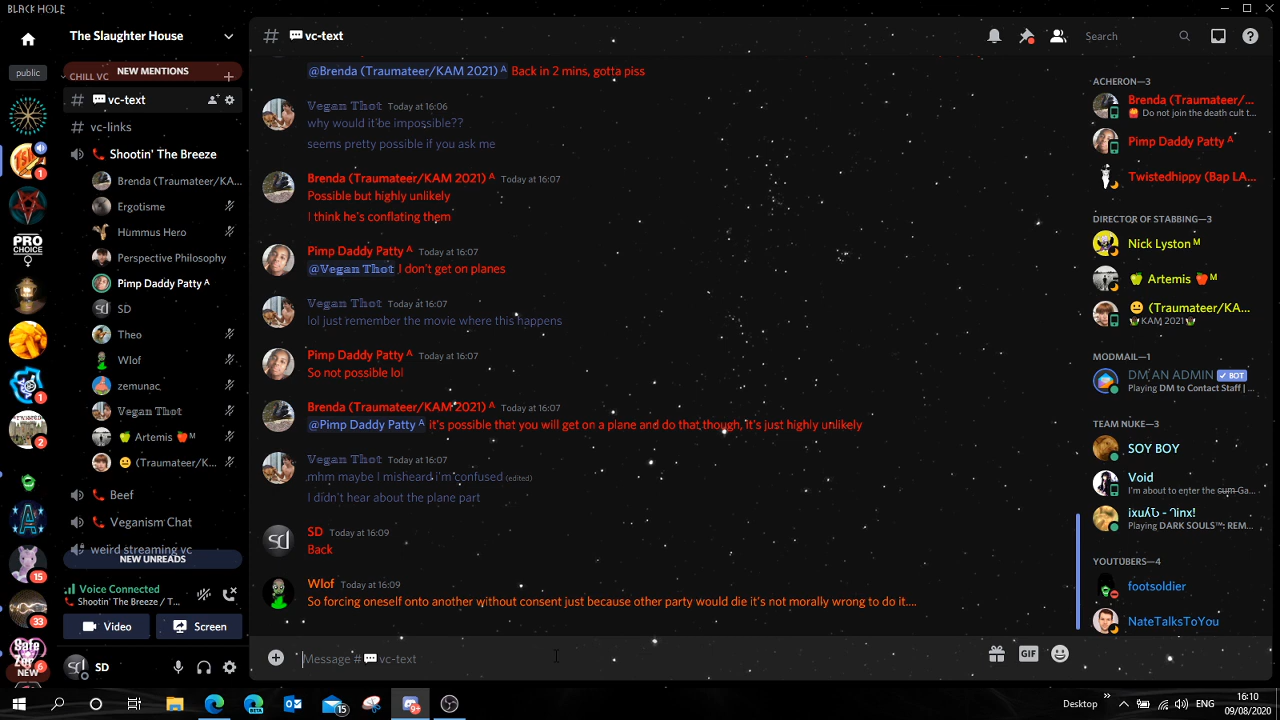 BLACK HOLE
The Slaughter House
public
NEW MENTIONS
CHILL VC
# vc-text
# vc-links
Shootin' The Breeze
Brenda (Traumateer/KA...
Ergotisme
Hümmus Hero
Perspective Philosophy
Pimp Daddy Patty ᴬ
SD
Theo
Wlof
zemunac
𝕍egan 𝕋hot
🍏 Artemis 🍎ᴹ
😐 (Traumateer/K...
Beef
Veganism Chat
weird streaming vc
NEW UNREADS
Voice Connected
Shootin' The Breeze / T...
Video
Screen
SD
1
PRO
CHOICE
1
2
15
33
Safe
6
NEW
# 💬vc-text
Search
@Brenda (Traumateer/KAM 2021) ᴬ Back in 2 mins, gotta piss
𝕍egan 𝕋hot Today at 16:06
why would it be impossible??
seems pretty possible if you ask me
Brenda (Traumateer/KAM 2021) ᴬ Today at 16:07
Possible but highly unlikely
I think he's conflating them
Pimp Daddy Patty ᴬ Today at 16:07
@𝕍egan 𝕋hot I don't get on planes
𝕍egan 𝕋hot Today at 16:07
lol just remember the movie where this happens
Pimp Daddy Patty ᴬ Today at 16:07
So not possible lol
Brenda (Traumateer/KAM 2021) ᴬ Today at 16:07
@Pimp Daddy Patty ᴬ it's possible that you will get on a plane and do that though, it's just highly unlikely
𝕍egan 𝕋hot Today at 16:07
mhm maybe I misheard i'm confused (edited)
I didn't hear about the plane part
SD Today at 16:09
Back
Wlof Today at 16:09
So forcing oneself onto another without consent just because other party would die it's not morally wrong to do it....
Message # 💬 vc-text
GIF
ACHERON—3
Brenda (Traumateer/...
Do not join the death cult t...
Pimp Daddy Patty ᴬ
Twistedhippy (Bap LA...
DIRECTOR OF STABBING—3
Nick Lyston ᴹ
🍏 Artemis 🍎ᴹ
😐 (Traumateer/KA...
KAM 2021
MODMAIL—1
DM AN ADMIN ✓ BOT
Playing DM to Contact Staff | ...
TEAM NUKE—3
SOY BOY
Void
I'm about to enter the cum Ga...
Playing DARK SOULS™: REM...
YOUTUBERS—4
footsoldier
NateTalksToYou
15
Desktop
ENG
16:10
09/08/2020